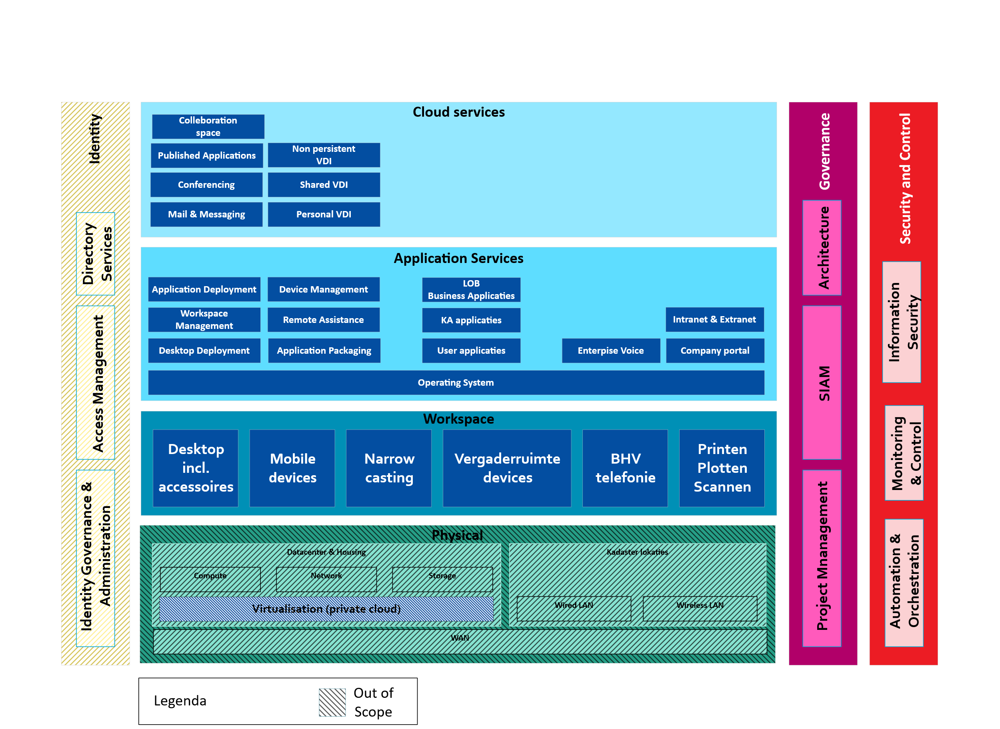 Identity
Directory
Services
Access Management
Identity Governance &
Administration
Cloud services
Colleboration
space
Published Applications
Non persistent
VDI
Conferencing
Shared VDI
Mail & Messaging
Personal VDI
Application Services
Application Deployment
Device Management
LOB
Business Applicaties
Workspace
Management
Remote Assistance
KA applicaties
Intranet & Extranet
Desktop Deployment
Application Packaging
User applicaties
Enterpise Voice
Company portal
Operating System
Workspace
Desktop
incl.
accessoires
Mobile
devices
Narrow
casting
Vergaderruimte
devices
BHV
telefonie
Printen
Plotten
Scannen
Physical
Datacenter & Housing
Compute
Network
Storage
Virtualisation (private cloud)
Kadaster lokaties
Wired LAN
Wireless LAN
WAN
Governance
Architecture
SIAM
Project Mnanagement
Security and Control
Information
Security
Monitoring
& Control
Automation &
Orchestration
Legenda
Out of
Scope